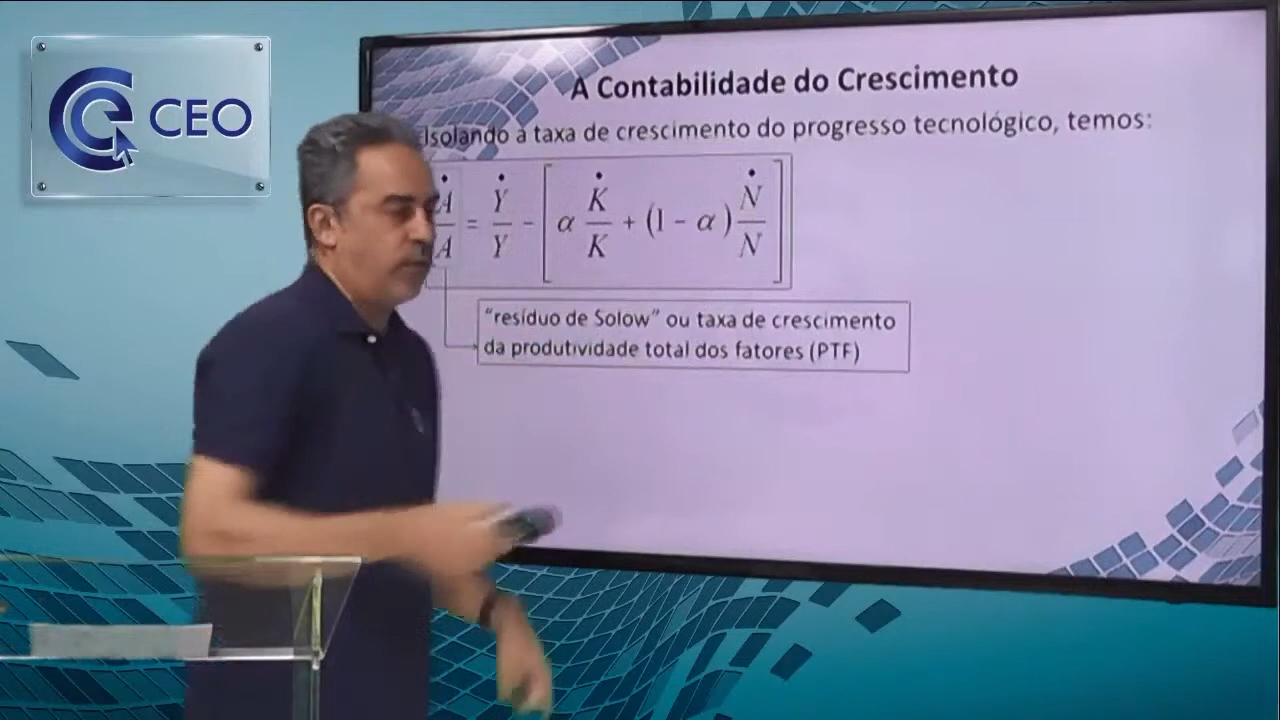 CEO
A Contabilidade do Crescimento
Isolando a taxa de crescimento do progresso tecnológico, temos:
Ȧ/A = Ẏ/Y - [α K̇/K + (1 - α) Ṅ/N]
"resíduo de Solow" ou taxa de crescimento
da produtividade total dos fatores (PTF)